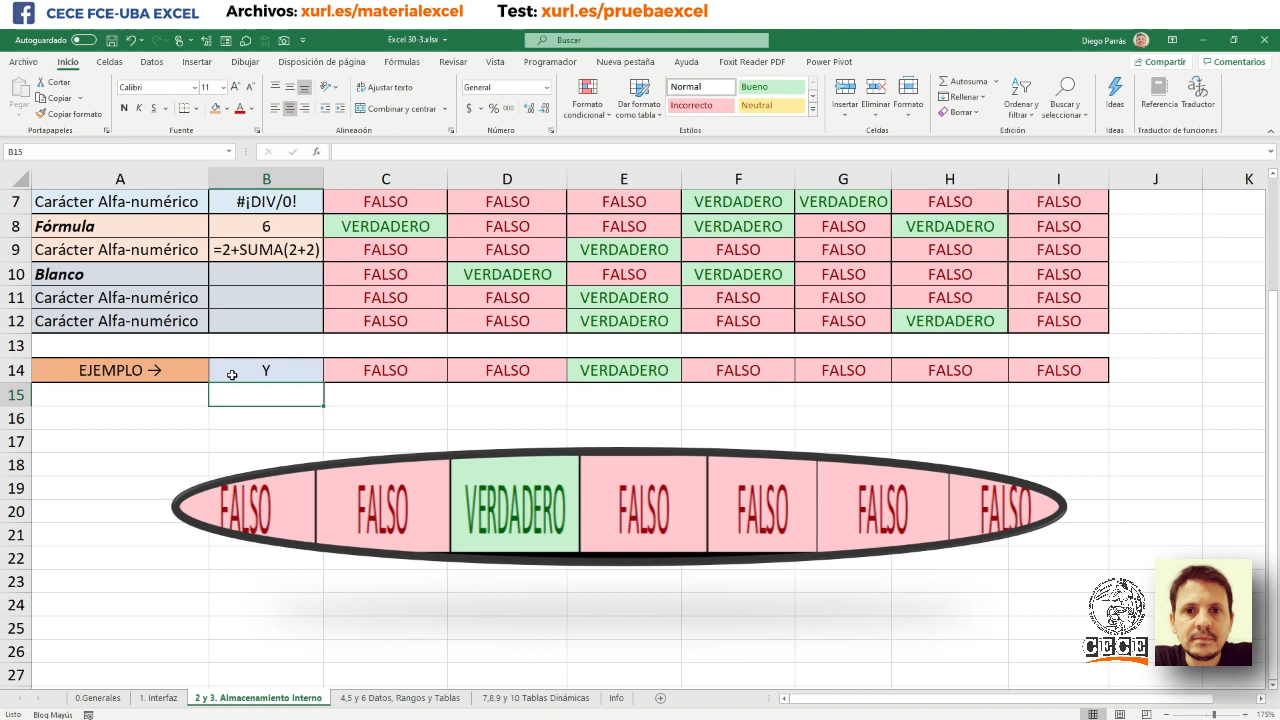 CECE FCE-UBA EXCEL Archivos: xurl.es/materialexcel Test: xurl.es/pruebaexcel
Autoguardado Excel 30-3.xlsx Buscar Diego Parrás
Archivo Inicio Celdas Datos Insertar Dibujar Disposición de página Fórmulas Revisar Vista Programador Nueva pestaña Ayuda Foxit Reader PDF Power Pivot Compartir Comentarios
Pegar Cortar Copiar Copiar formato Portapapeles
Calibri 11 A A N K S A Fuente
Ajustar texto Combinar y centrar Alineación
General $ % 000 Número
Formato condicional Dar formato como tabla Normal Bueno Incorrecto Neutral Estilos
Insertar Eliminar Formato Celdas
Autosuma Rellenar Borrar Ordenar y filtrar Buscar y seleccionar Edición
Ideas Ideas
Referencia Traductor Traductor de funciones
B15 fx
A B C D E F G H I J K
7 Carácter Alfa-numérico #¡DIV/0! FALSO FALSO FALSO VERDADERO VERDADERO FALSO FALSO
8 Fórmula 6 VERDADERO FALSO FALSO VERDADERO FALSO VERDADERO FALSO
9 Carácter Alfa-numérico =2+SUMA(2+2) FALSO FALSO VERDADERO FALSO FALSO FALSO FALSO
10 Blanco FALSO VERDADERO FALSO VERDADERO FALSO FALSO FALSO
11 Carácter Alfa-numérico FALSO FALSO VERDADERO FALSO FALSO FALSO FALSO
12 Carácter Alfa-numérico FALSO FALSO VERDADERO FALSO FALSO VERDADERO FALSO
13
14 EJEMPLO → Y FALSO FALSO VERDADERO FALSO FALSO FALSO FALSO
15
16
17
18
19
FALSO FALSO VERDADERO FALSO FALSO FALSO FALSO
20
21
22
23
24
25
26
CECE
27
0.Generales 1. Interfaz 2 y 3. Almacenamiento Interno 4,5 y 6 Datos, Rangos y Tablas 7,8,9 y 10 Tablas Dinámicas Info
Listo Bloq Mayús 175%